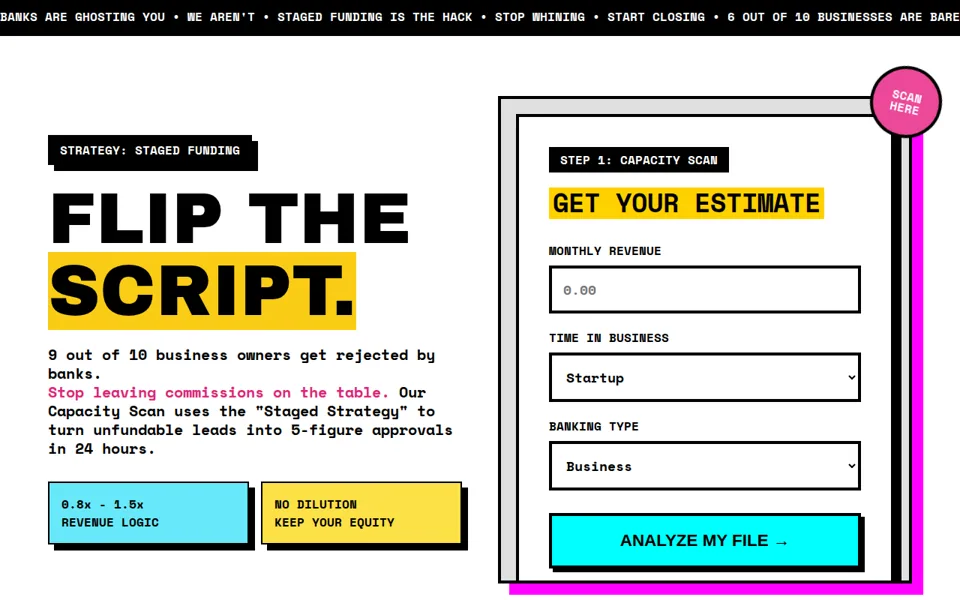 BANKS ARE GHOSTING YOU • WE AREN'T • STAGED FUNDING IS THE HACK • STOP WHINING • START CLOSING • 6 OUT OF 10 BUSINESSES ARE BARE
STRATEGY: STAGED FUNDING
FLIP THE
SCRIPT.
9 out of 10 business owners get rejected by
banks.
Stop leaving commissions on the table. Our
Capacity Scan uses the "Staged Strategy" to
turn unfundable leads into 5-figure approvals
in 24 hours.
0.8x - 1.5x
REVENUE LOGIC
NO DILUTION
KEEP YOUR EQUITY
SCAN
HERE
STEP 1: CAPACITY SCAN
GET YOUR ESTIMATE
MONTHLY REVENUE
0.00
TIME IN BUSINESS
Startup
BANKING TYPE
Business
ANALYZE MY FILE →